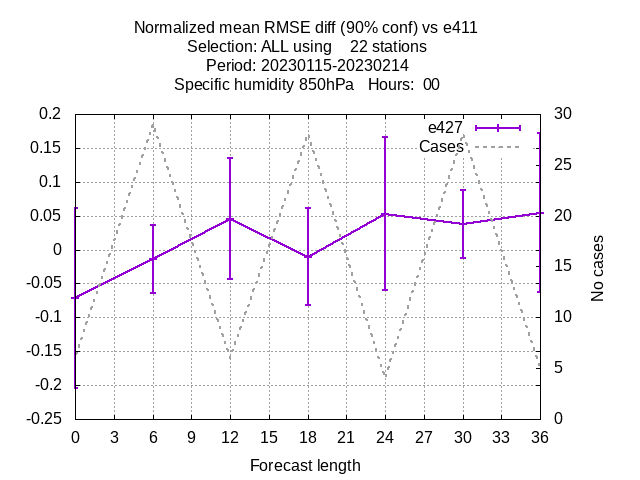 Normalized mean RMSE diff (90% conf) vs e411
Selection: ALL using    22 stations
Period: 20230115-20230214
Specific humidity 850hPa   Hours:  00
0.2
0.15
0.1
0.05
0
-0.05
-0.1
-0.15
-0.2
-0.25
e427
Cases
30
25
20
15
10
5
0
No cases
0 3 6 9 12 15 18 21 24 27 30 33 36
Forecast length